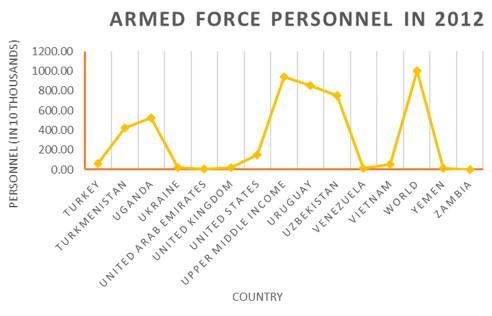 ARMED FORCE PERSONNEL IN 2012
PERSONNEL (IN 10 THOUSANDS)
1200.00
1000.00
800.00
600.00
400.00
200.00
0.00
TURKEY
TURKMENISTAN
UGANDA
UKRAINE
UNITED ARAB EMIRATES
UNITED KINGDOM
UNITED STATES
UPPER MIDDLE INCOME
URUGUAY
UZBEKISTAN
VENEZUELA
VIETNAM
WORLD
YEMEN
ZAMBIA
COUNTRY